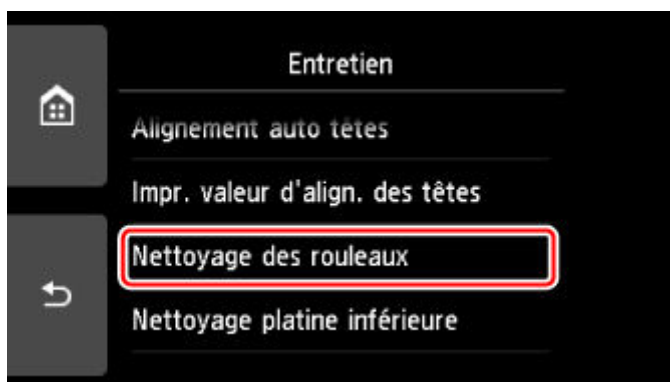 Entretien
Alignement auto têtes
Impr. valeur d'align. des têtes
Nettoyage des rouleaux
Nettoyage platine inférieure